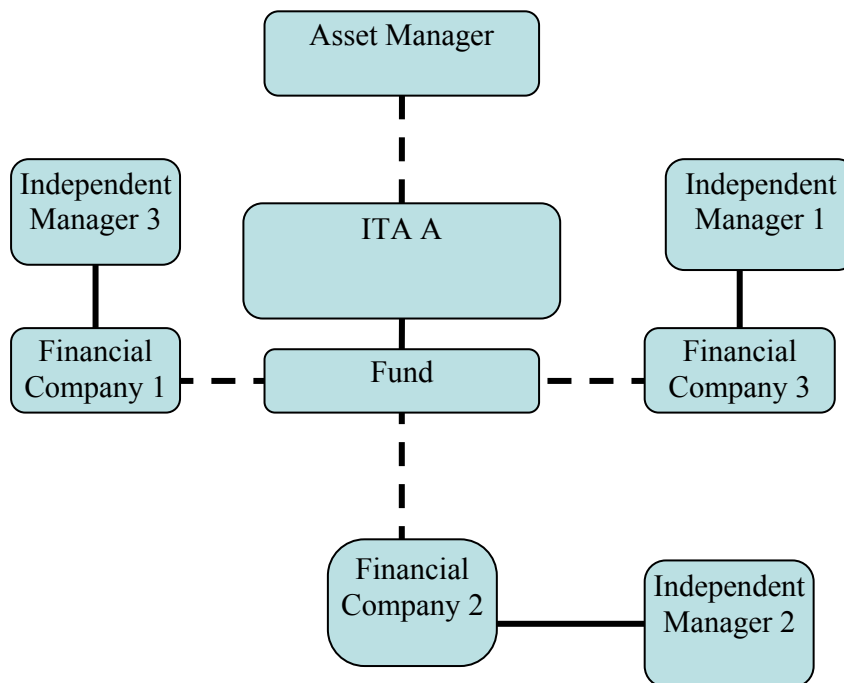 Asset Manager
Independent
Manager 3
ITA A
Independent
Manager 1
Financial
Company 1
Fund
Financial
Company 3
Financial
Company 2
Independent
Manager 2